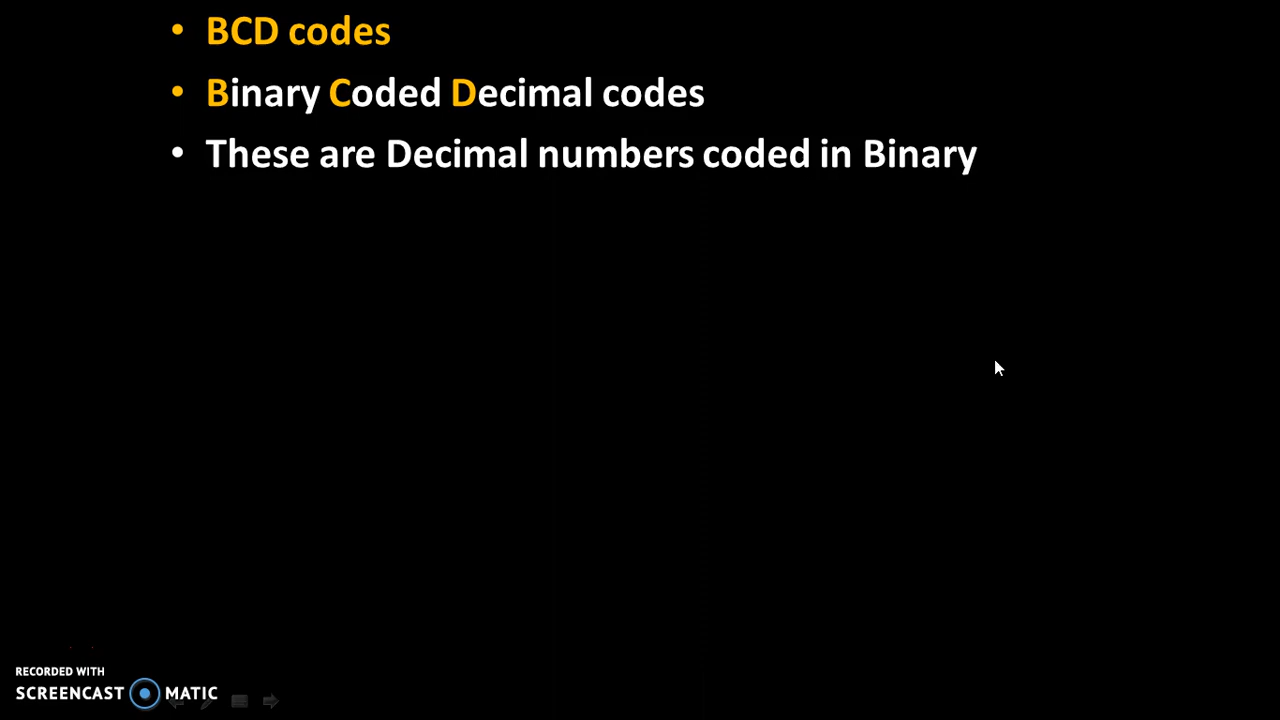 • BCD codes
• Binary Coded Decimal codes
• These are Decimal numbers coded in Binary
RECORDED WITH
SCREENCAST MATIC